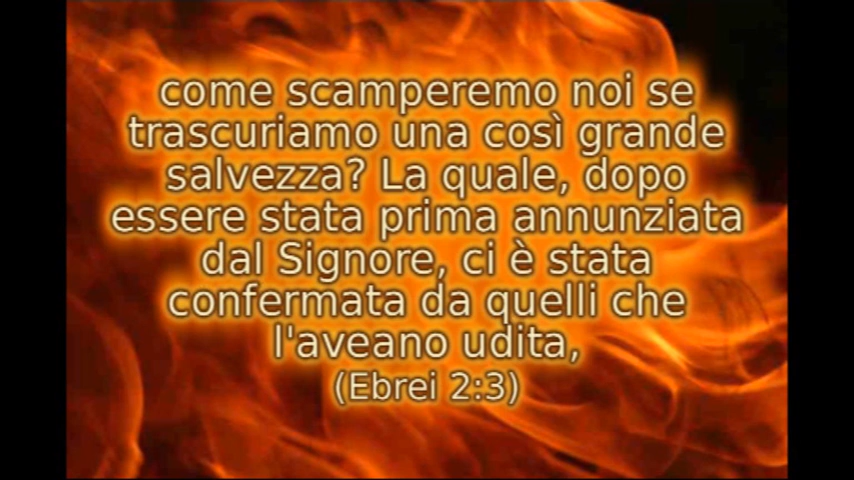 come scamperemo noi se
trascuriamo una così grande
salvezza? La quale, dopo
essere stata prima annunziata
dal Signore, ci è stata
confermata da quelli che
l'aveano udita,
(Ebrei 2:3)